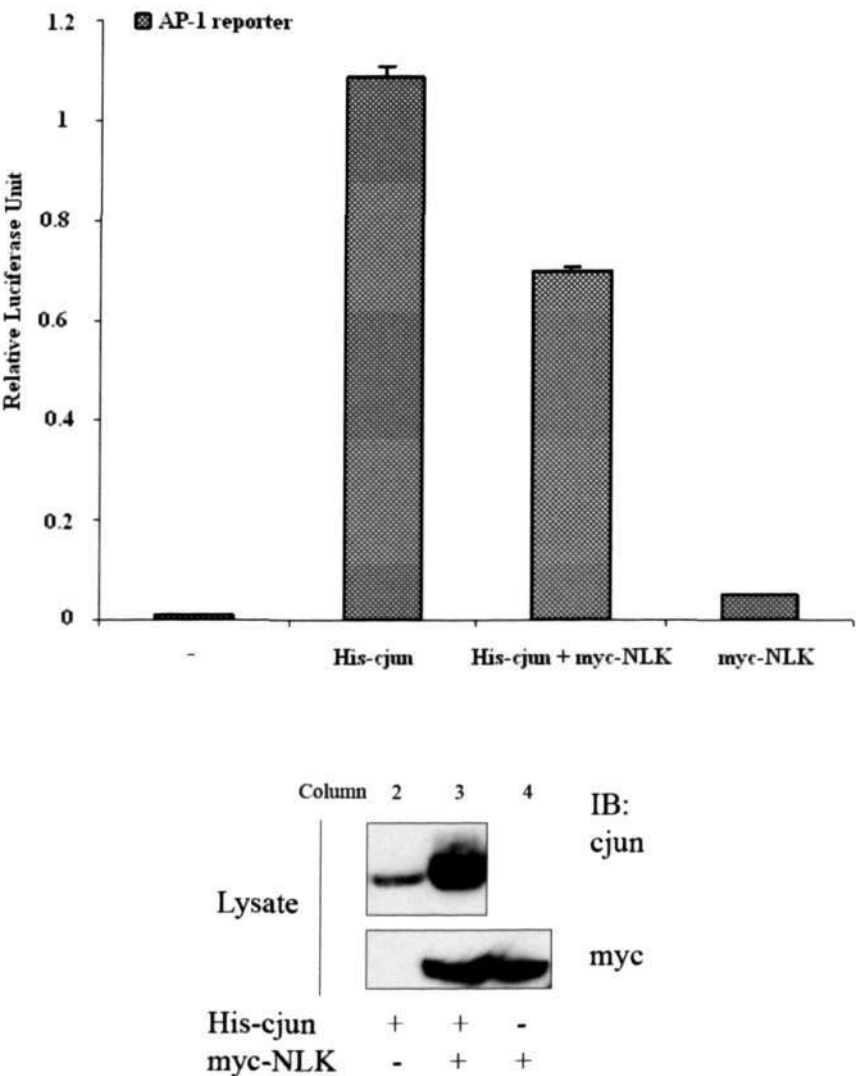 AP-1 reporter
Relative Luciferase Unit
1.2
1
0.8
0.6
0.4
0.2
0
- His-cjun His-cjun + myc-NLK myc-NLK
Column 2 3 4
IB:
cjun
Lysate
myc
His-cjun + + -
myc-NLK - + +